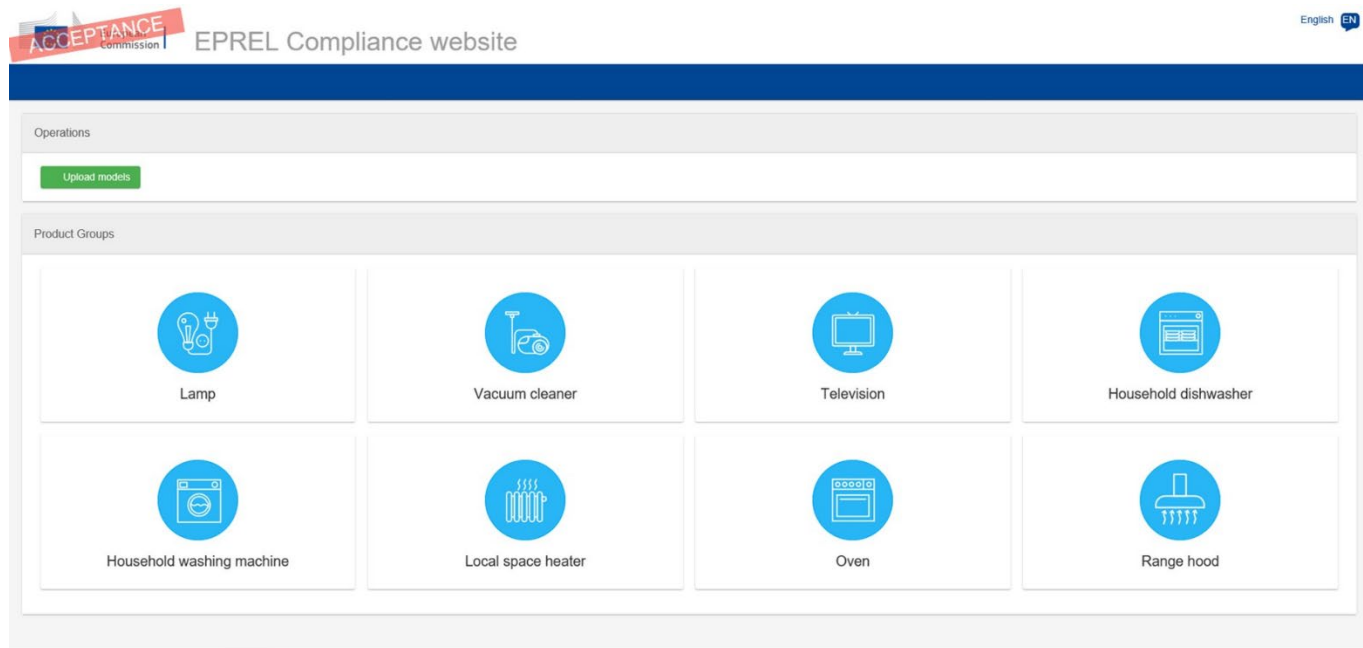 ACCEPTANCE
European
Commission
EPREL Compliance website
English EN
Operations
Upload models
Product Groups
Lamp
Vacuum cleaner
Television
Household dishwasher
Household washing machine
Local space heater
Oven
Range hood